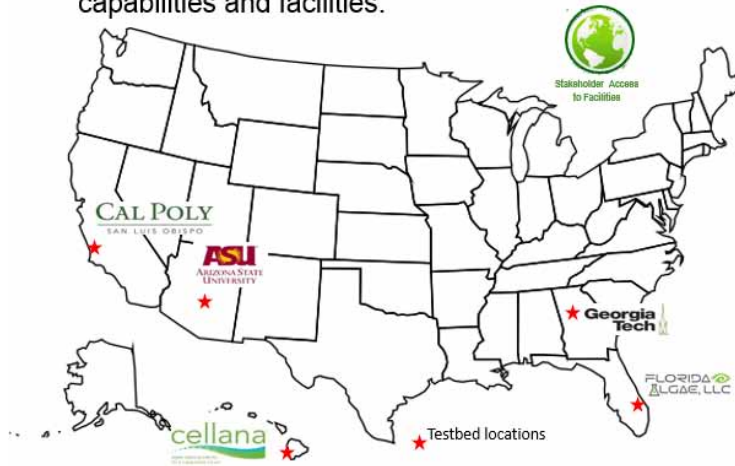 capabilities and facilities.
Stakeholder Access
to Facilities
CAL POLY
SAN LUIS OBISPO
ASU
ARIZONA STATE
UNIVERSITY
Georgia
Tech
FLORIDA
ALGAE, LLC
cellana
Testbed locations